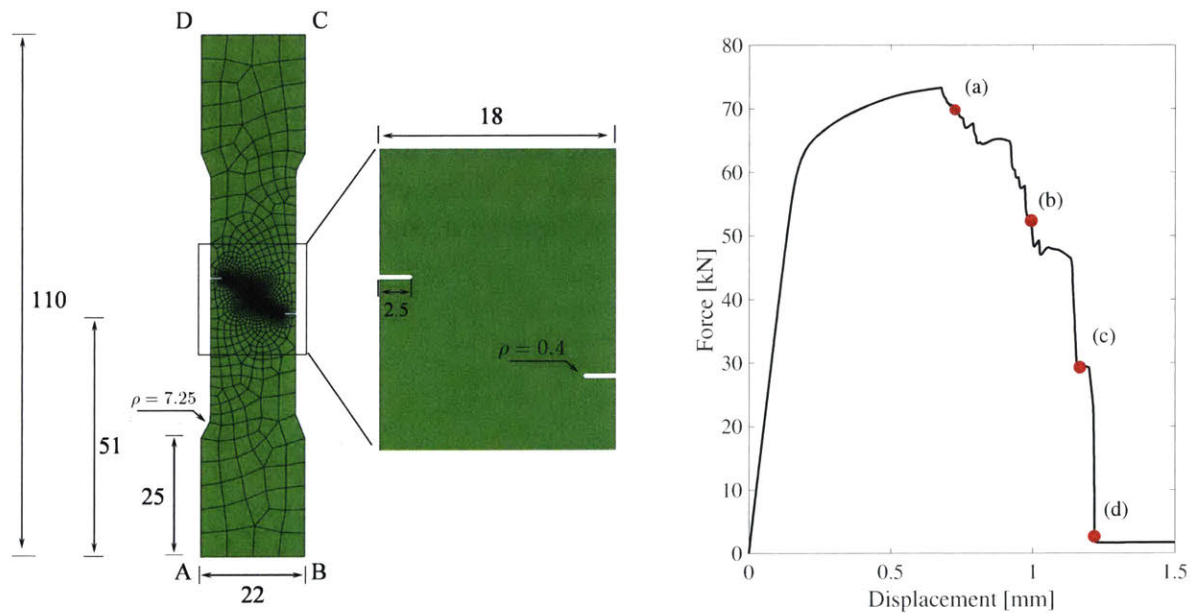 D
C
110
51
25
ρ = 7.25
A
B
22
18
2.5
ρ = 0.4
80
70
60
50
40
30
20
10
0
Force [kN]
(a)
(b)
(c)
(d)
0
0.5
1
1.5
Displacement [mm]